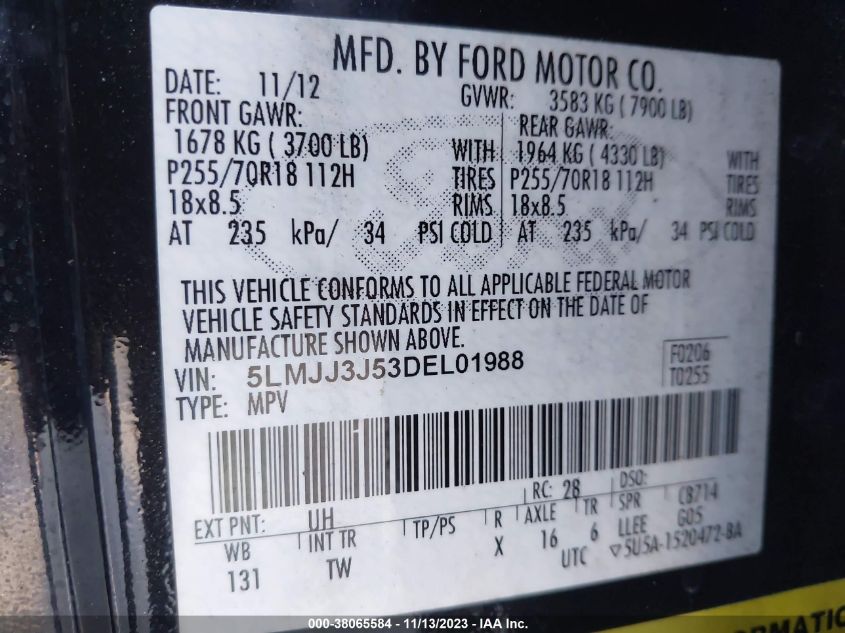 MFD. BY FORD MOTOR CO.
DATE: 11/12 GVWR: 3583 KG ( 7900 LB)
FRONT GAWR: REAR GAWR:
1678 KG ( 3700 LB) WITH 1964 KG ( 4330 LB) WITH
P255/70R18 112H TIRES P255/70R18 112H TIRES
18x8.5 RIMS 18x8.5 RIMS
AT 235 kPa/ 34 PSI COLD AT 235 kPa/ 34 PSI COLD
THIS VEHICLE CONFORMS TO ALL APPLICABLE FEDERAL MOTOR
VEHICLE SAFETY STANDARDS IN EFFECT ON THE DATE OF
MANUFACTURE SHOWN ABOVE.
VIN: 5LMJJ3J53DEL01988 F0206
TYPE: MPV T0255
RC: 28 DSO:
EXT PNT: UH TP/PS R AXLE TR SPR CB714
WB INT TR X 16 6 LLEE G05
131 TW UTC ▽5U5A-1520472-BA
000-38065584 - 11/13/2023 - IAA Inc.